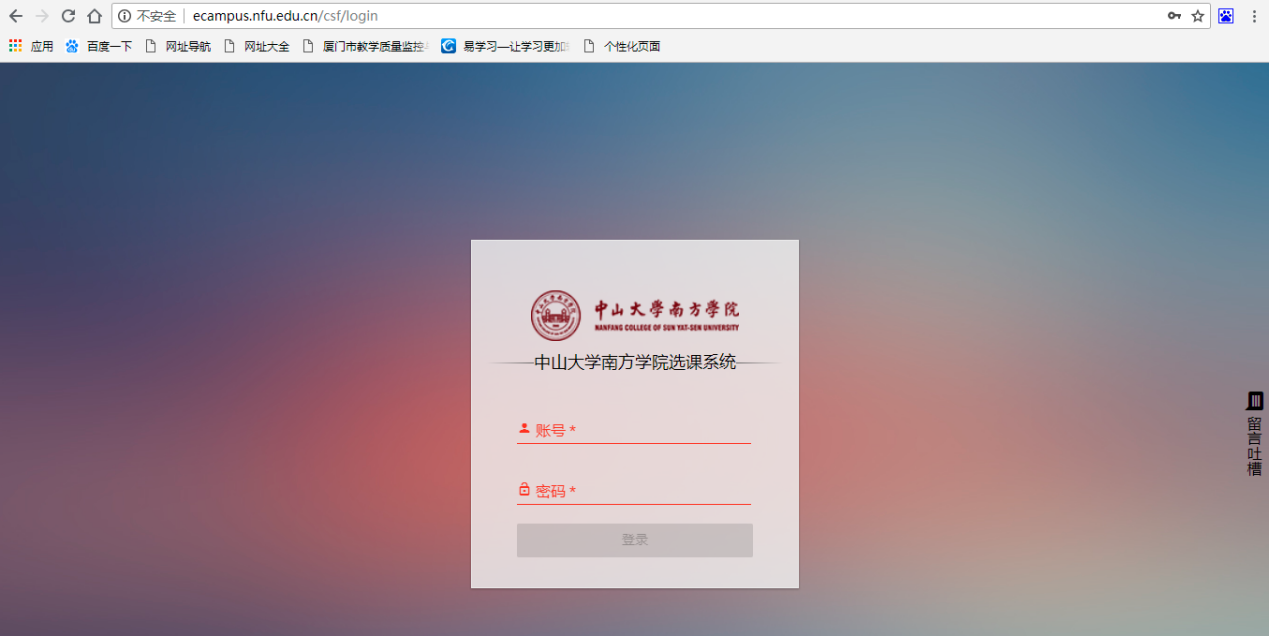 不安全 ecampus.nfu.edu.cn/csf/login
应用 百度一下 网址导航 网址大全 厦门市教学质量监控 易学习—让学习更加 个性化页面
中山大學南方學院
NANFANG COLLEGE OF SUN YAT-SEN UNIVERSITY
中山大学南方学院选课系统
账号 *
密码 *
登录
留言吐槽